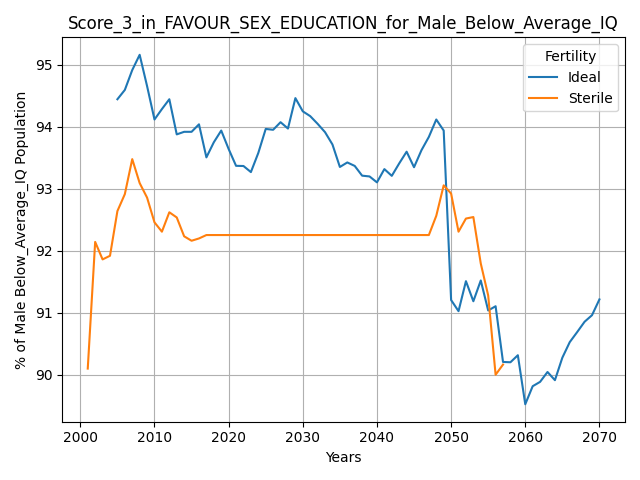 Score_3_in_FAVOUR_SEX_EDUCATION_for_Male_Below_Average_IQ
Fertility
Ideal
Sterile
% of Male Below_Average_IQ Population
95
94
93
92
91
90
2000 2010 2020 2030 2040 2050 2060 2070
Years